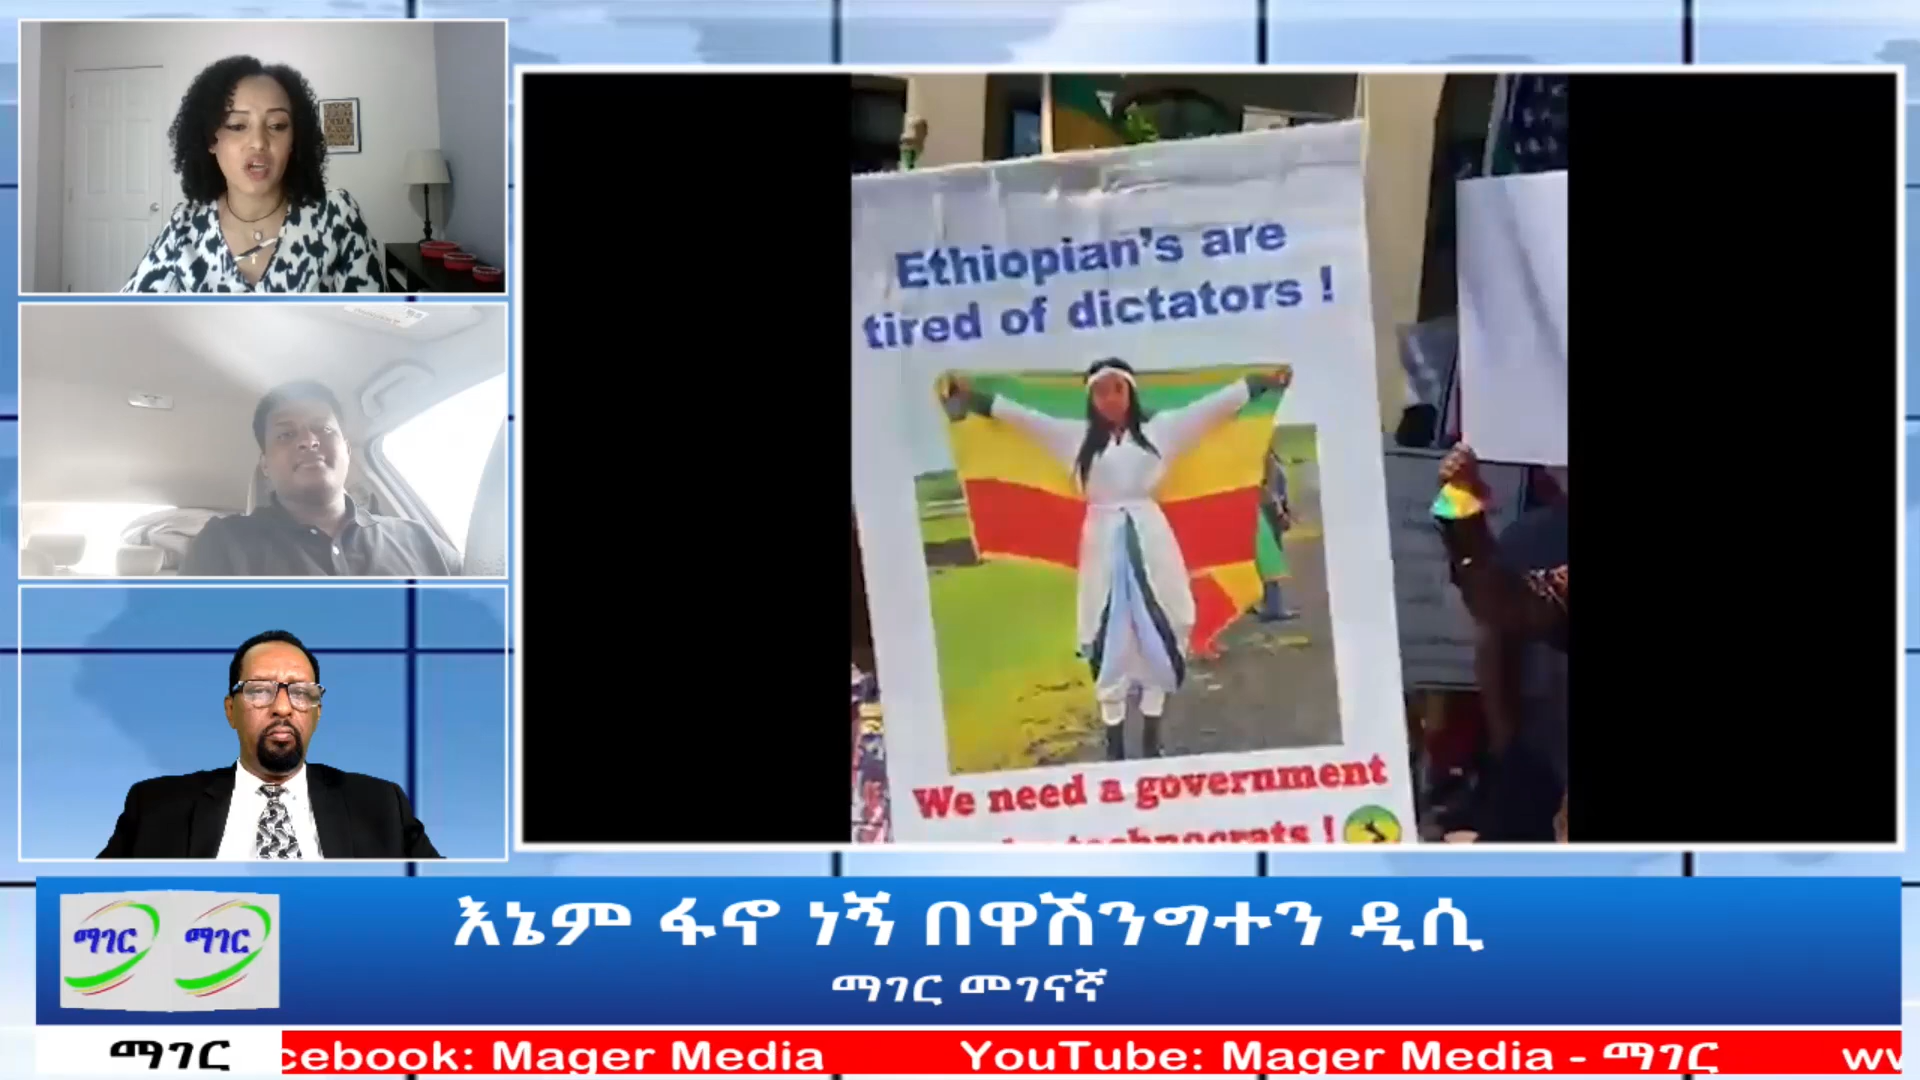 Ethiopian's are
tired of dictators !
We need a government
technocrats !
እኔም ፋኖ ነኝ በዋሽንግተን ዲሲ
ማገር መገናኛ
ማገር ማገር
ማገር
cebook: Mager Media YouTube: Mager Media - ማገር